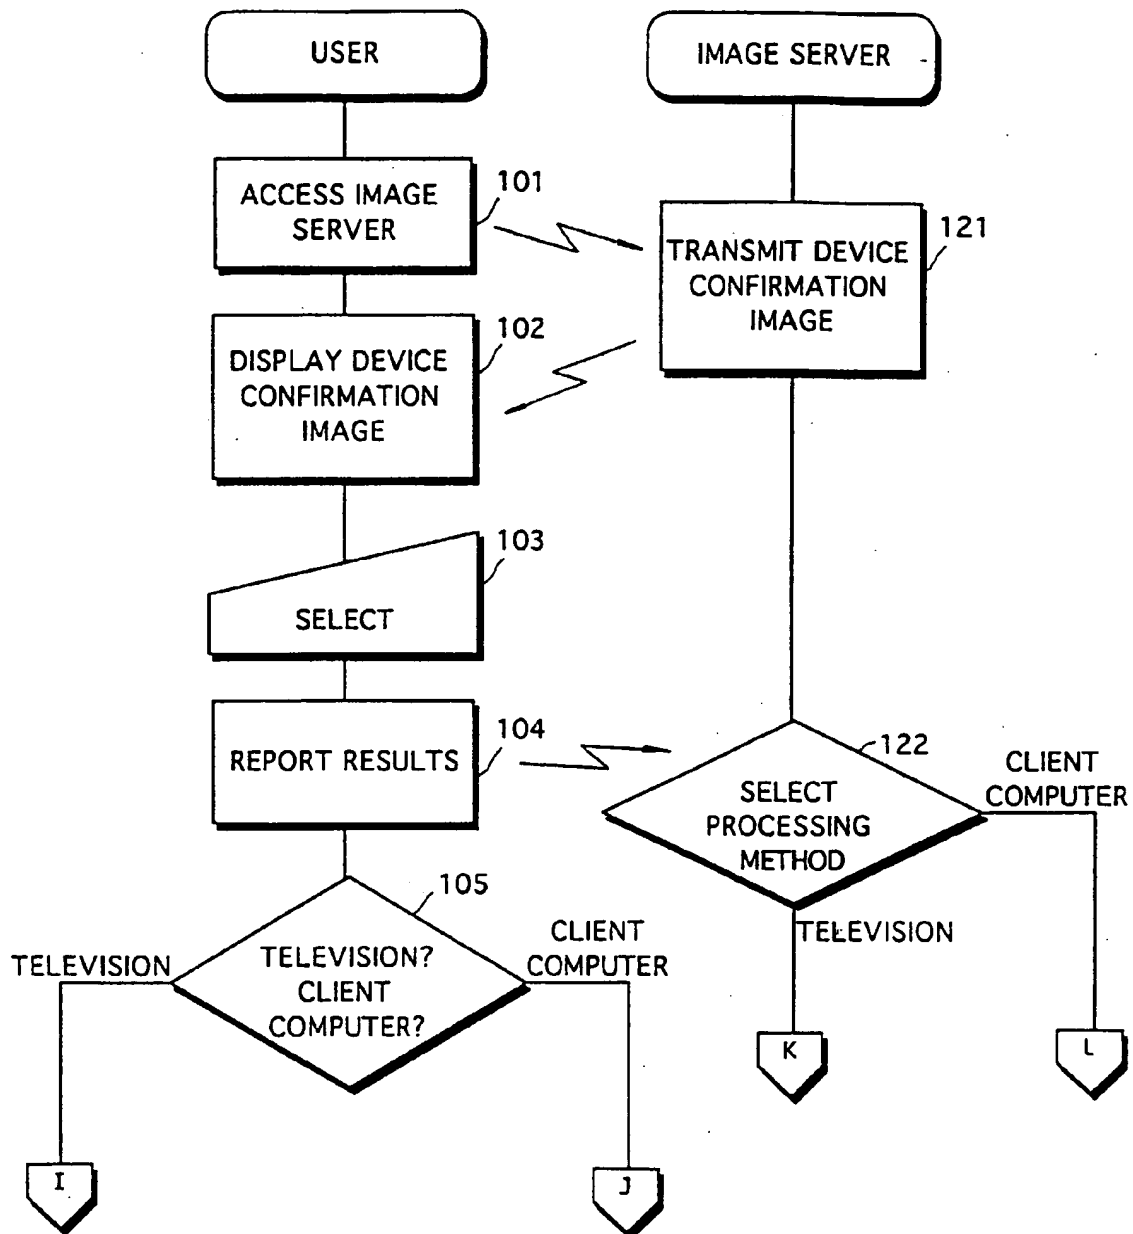 USER
IMAGE SERVER
ACCESS IMAGE
SERVER
101
TRANSMIT DEVICE
CONFIRMATION
IMAGE
121
DISPLAY DEVICE
CONFIRMATION
IMAGE
102
SELECT
103
REPORT RESULTS
104
SELECT
PROCESSING
METHOD
122
CLIENT
COMPUTER
TELEVISION
TELEVISION?
CLIENT
COMPUTER?
105
TELEVISION
CLIENT
COMPUTER
K
L
I
J